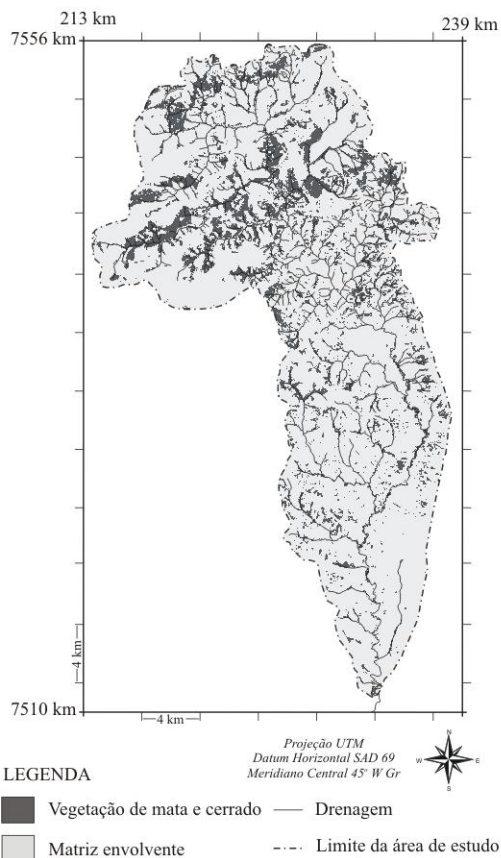 213 km
239 km
7556 km
4 km
7510 km
4 km
Projeção UTM
Datum Horizontal SAD 69
Meridiano Central 45° W Gr
N
W
E
S
LEGENDA
Vegetação de mata e cerrado
Drenagem
Matriz envolvente
Limite da área de estudo